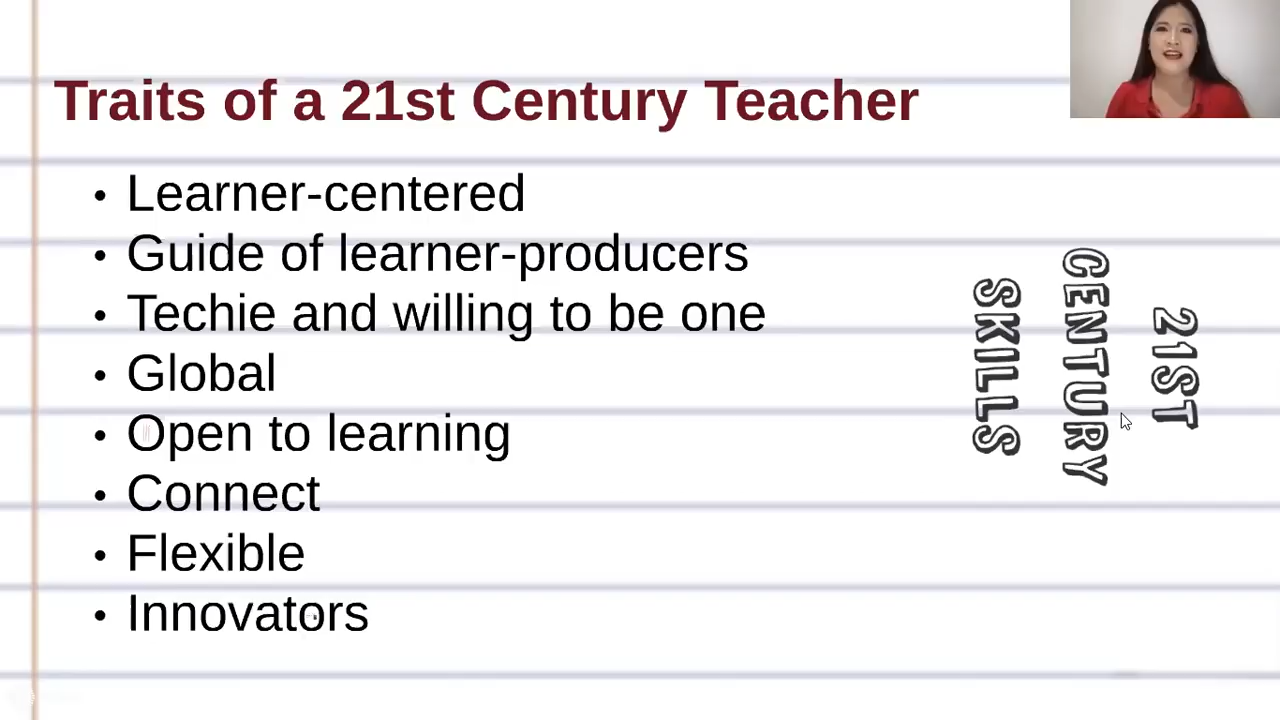 Traits of a 21st Century Teacher
• Learner-centered
• Guide of learner-producers
• Techie and willing to be one
• Global
• Open to learning
• Connect
• Flexible
• Innovators
21ST
CENTURY
SKILLS